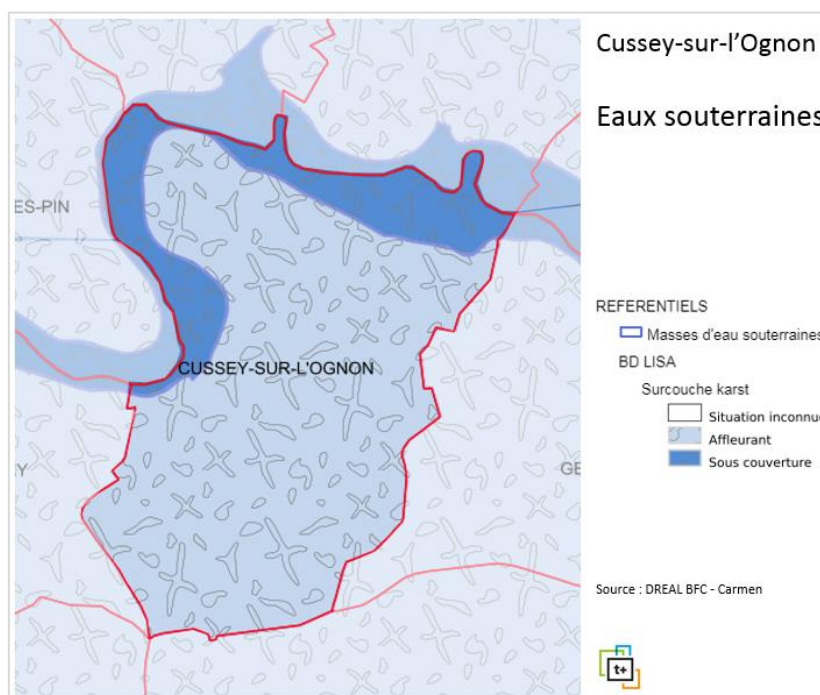 Cussey-sur-l'Ognon
Eaux souterraines
ES-PIN
CUSSEY-SUR-L'OGNON
Y
GE
REFERENTIELS
Masses d'eau souterraines
BD LISA
Surcouche karst
Situation inconnue
Affleurant
Sous couverture
Source : DREAL BFC - Carmen
t+